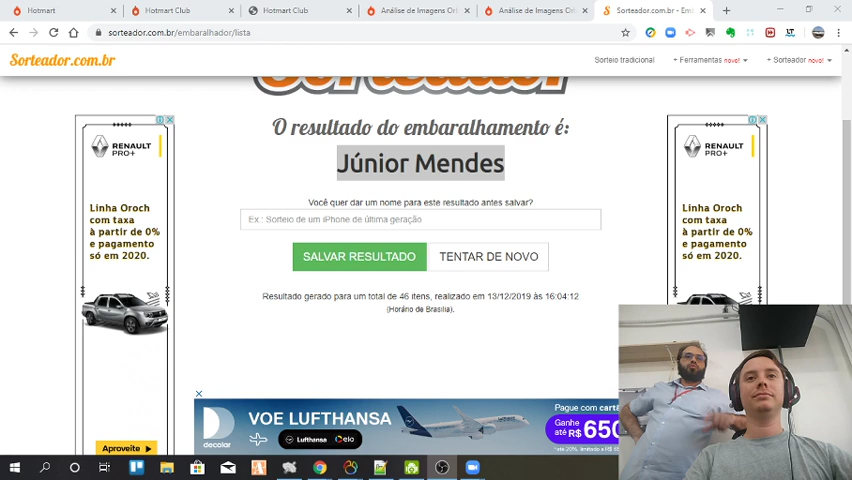 Hotmart
Hotmart Club
Hotmart Club
Análise de Imagens Orb
Análise de Imagens Orb
Sorteador.com.br - Emb
sorteador.com.br/embaralhador/lista
Sorteador.com.br
Sorteio tradicional
+ Ferramentas novo!
+ Sorteador novo!
Sorteador
O resultado do embaralhamento é:
Júnior Mendes
Você quer dar um nome para este resultado antes salvar?
Ex.: Sorteio de um iPhone de última geração
SALVAR RESULTADO
TENTAR DE NOVO
Resultado gerado para um total de 46 itens, realizado em 13/12/2019 às 16:04:12
(Horário de Brasília).
RENAULT
PRO+
Linha Oroch
com taxa
à partir de 0%
e pagamento
só em 2020.
Aproveite
RENAULT
PRO+
Linha Oroch
com taxa
à partir de 0%
e pagamento
só em 2020.
decolar
VOE LUFTHANSA
Lufthansa
elo
Pague com cart
Ganhe
até R$ 650